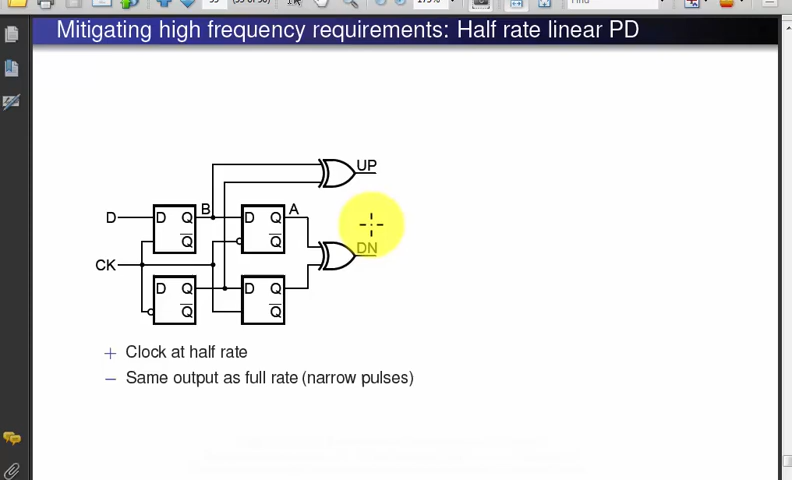 Mitigating high frequency requirements: Half rate linear PD
UP
D
D Q
B
D Q
A
Q
Q
DN
CK
D Q
D Q
Q
Q
+ Clock at half rate
− Same output as full rate (narrow pulses)